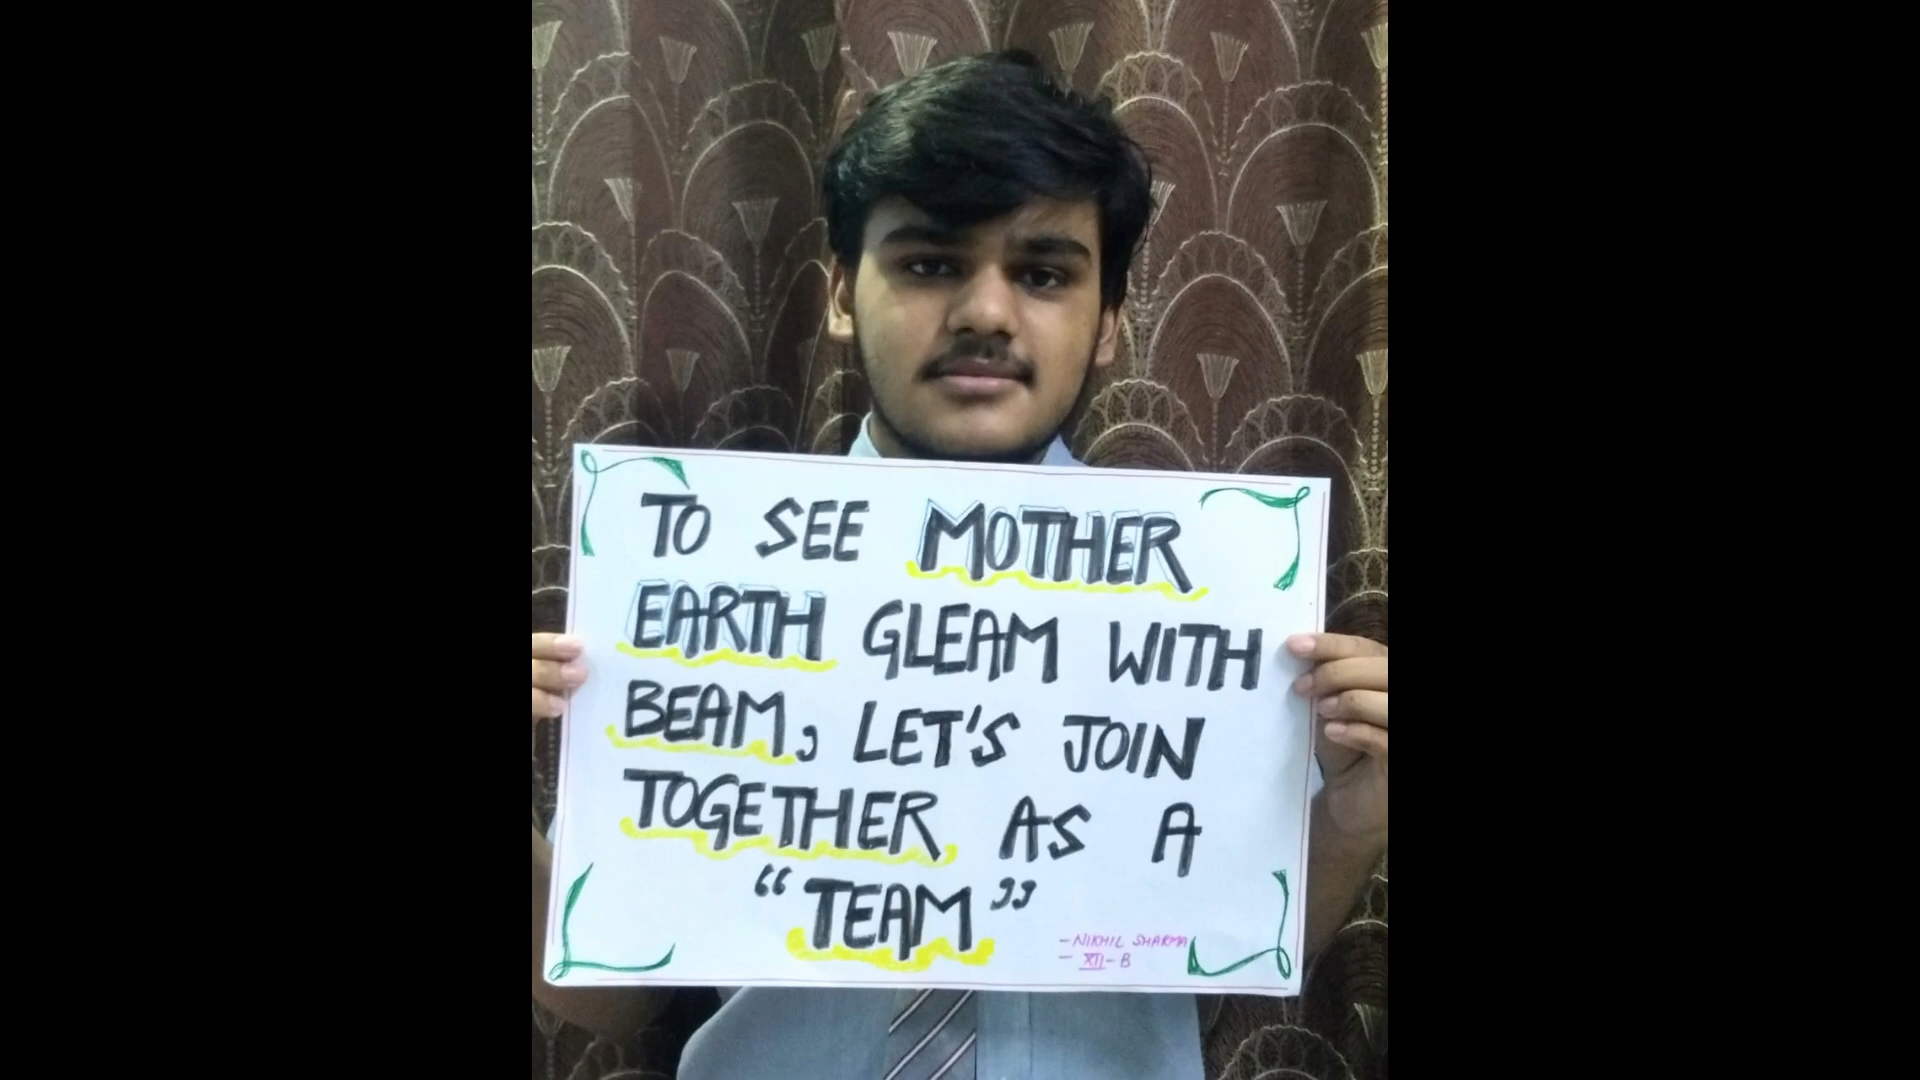 TO SEE MOTHER
EARTH GLEAM WITH
BEAM, LET'S JOIN
TOGETHER AS A
“TEAM”
- NIKHIL SHARMA
- XII-B